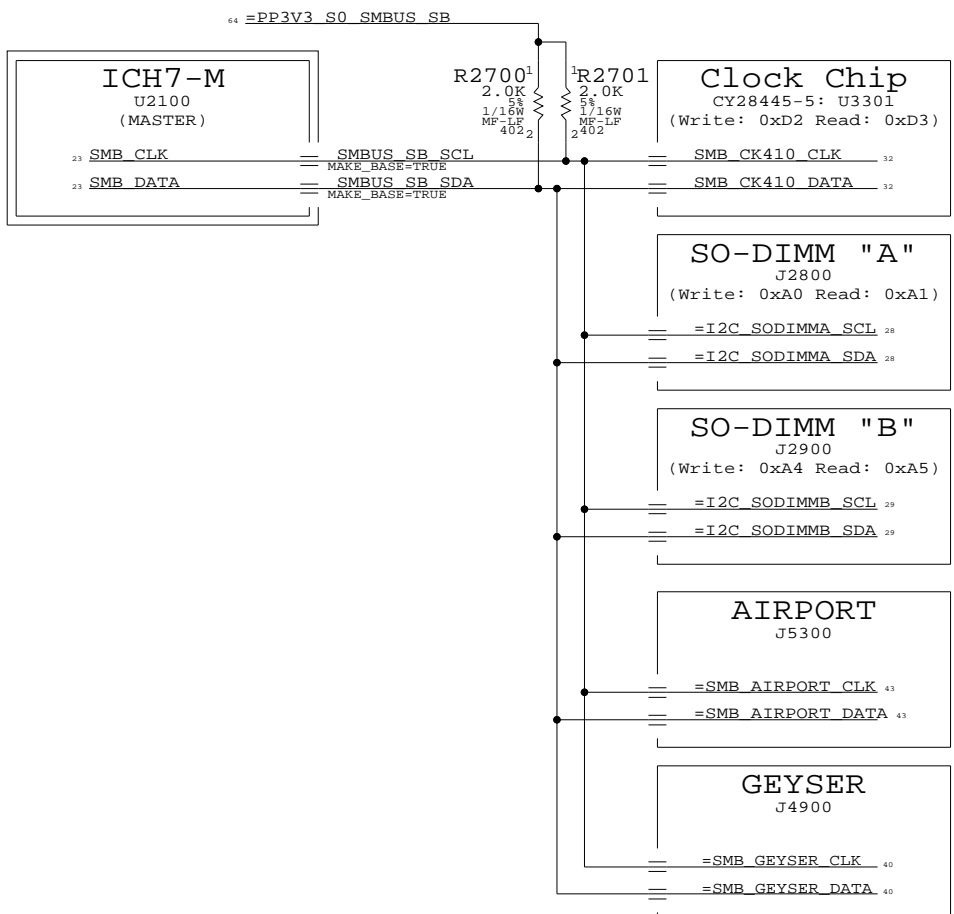 64 =PP3V3_S0_SMBUS_SB
ICH7-M
U2100
(MASTER)
23 SMB_CLK
23 SMB_DATA
SMBUS_SB_SCL
MAKE_BASE=TRUE
SMBUS_SB_SDA
MAKE_BASE=TRUE
R2700 1
2.0K
5%
1/16W
MF-LF
402 2
1 R2701
2.0K
5%
1/16W
MF-LF
2 402
Clock Chip
CY28445-5: U3301
(Write: 0xD2 Read: 0xD3)
SMB_CK410_CLK 32
SMB_CK410_DATA 32
SO-DIMM "A"
J2800
(Write: 0xA0 Read: 0xA1)
=I2C_SODIMMA_SCL 28
=I2C_SODIMMA_SDA 28
SO-DIMM "B"
J2900
(Write: 0xA4 Read: 0xA5)
=I2C_SODIMMB_SCL 29
=I2C_SODIMMB_SDA 29
AIRPORT
J5300
=SMB_AIRPORT_CLK 43
=SMB_AIRPORT_DATA 43
GEYSER
J4900
=SMB_GEYSER_CLK 40
=SMB_GEYSER_DATA 40